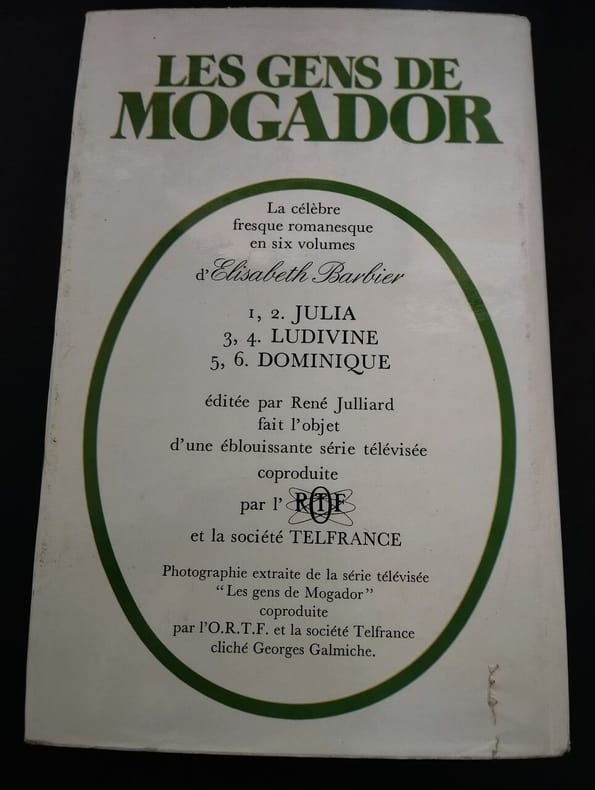 LES GENS DE
MOGADOR
La célèbre
fresque romanesque
en six volumes
d'Elisabeth Barbier
1, 2. JULIA
3, 4. LUDIVINE
5, 6. DOMINIQUE
éditée par René Julliard
fait l'objet
d'une éblouissante série télévisée
coproduite
par l'ORTF
et la société TELFRANCE
Photographie extraite de la série télévisée
"Les gens de Mogador"
coproduite
par l'O.R.T.F. et la société Telfrance
cliché Georges Galmiche.